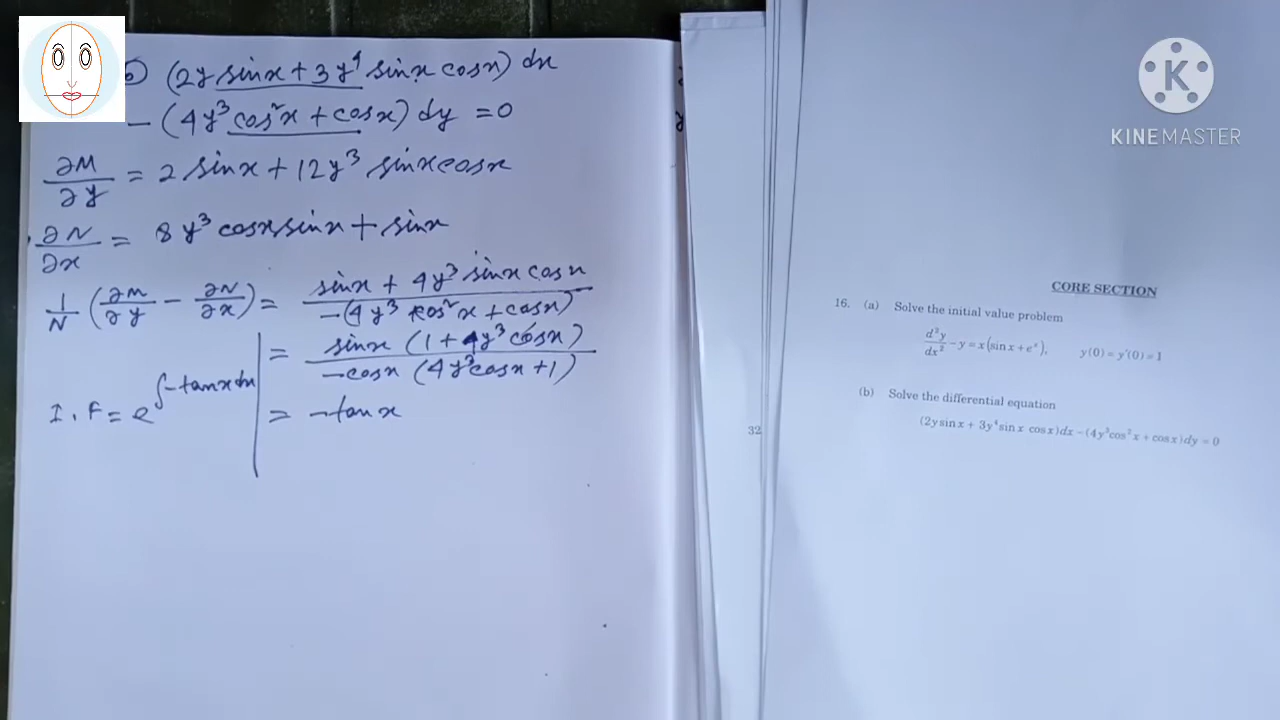 b) (2y sinx + 3y⁴ sinx cosx) dx
- (4y³ cos²x + cosx) dy = 0
∂M/∂y = 2 sinx + 12y³ sinx cosx
∂N/∂x = 8y³ cosx sinx + sinx
1/N (∂M/∂y - ∂N/∂x) = sinx + 4y³ sinx cosx / -(4y³ cos²x + cosx)
= sinx (1 + 4y³ cosx) / -cosx (4y³ cosx + 1)
I.F = e^∫-tanx dx
= -tanx
32
CORE SECTION
16. (a) Solve the initial value problem
d²y/dx² - y = x(sin x + eˣ), y(0) = y'(0) = 1
(b) Solve the differential equation
(2y sin x + 3y⁴ sin x cos x)dx - (4y³ cos² x + cos x)dy = 0
K
KINEMASTER